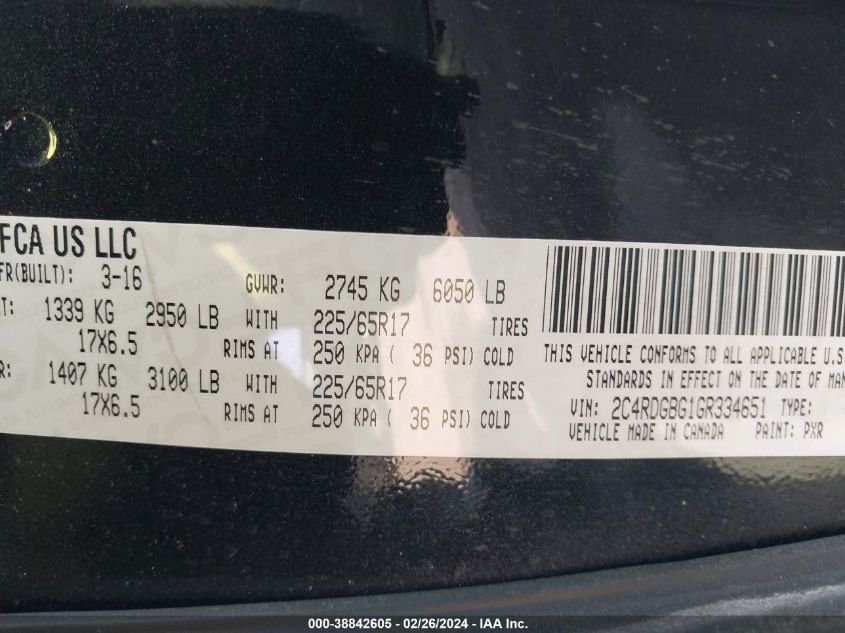 FCA US LLC
FR(BUILT): 3-16
GVWR: 2745 KG 6050 LB
T: 1339 KG 2950 LB WITH 225/65R17 TIRES
17X6.5 RIMS AT 250 KPA ( 36 PSI) COLD
R: 1407 KG 3100 LB WITH 225/65R17 TIRES
17X6.5 RIMS AT 250 KPA ( 36 PSI) COLD
THIS VEHICLE CONFORMS TO ALL APPLICABLE U.S
STANDARDS IN EFFECT ON THE DATE OF MAN
VIN: 2C4RDGBG1GR334651 TYPE:
VEHICLE MADE IN CANADA PAINT: PXR
000-38842605 - 02/26/2024 - IAA Inc.